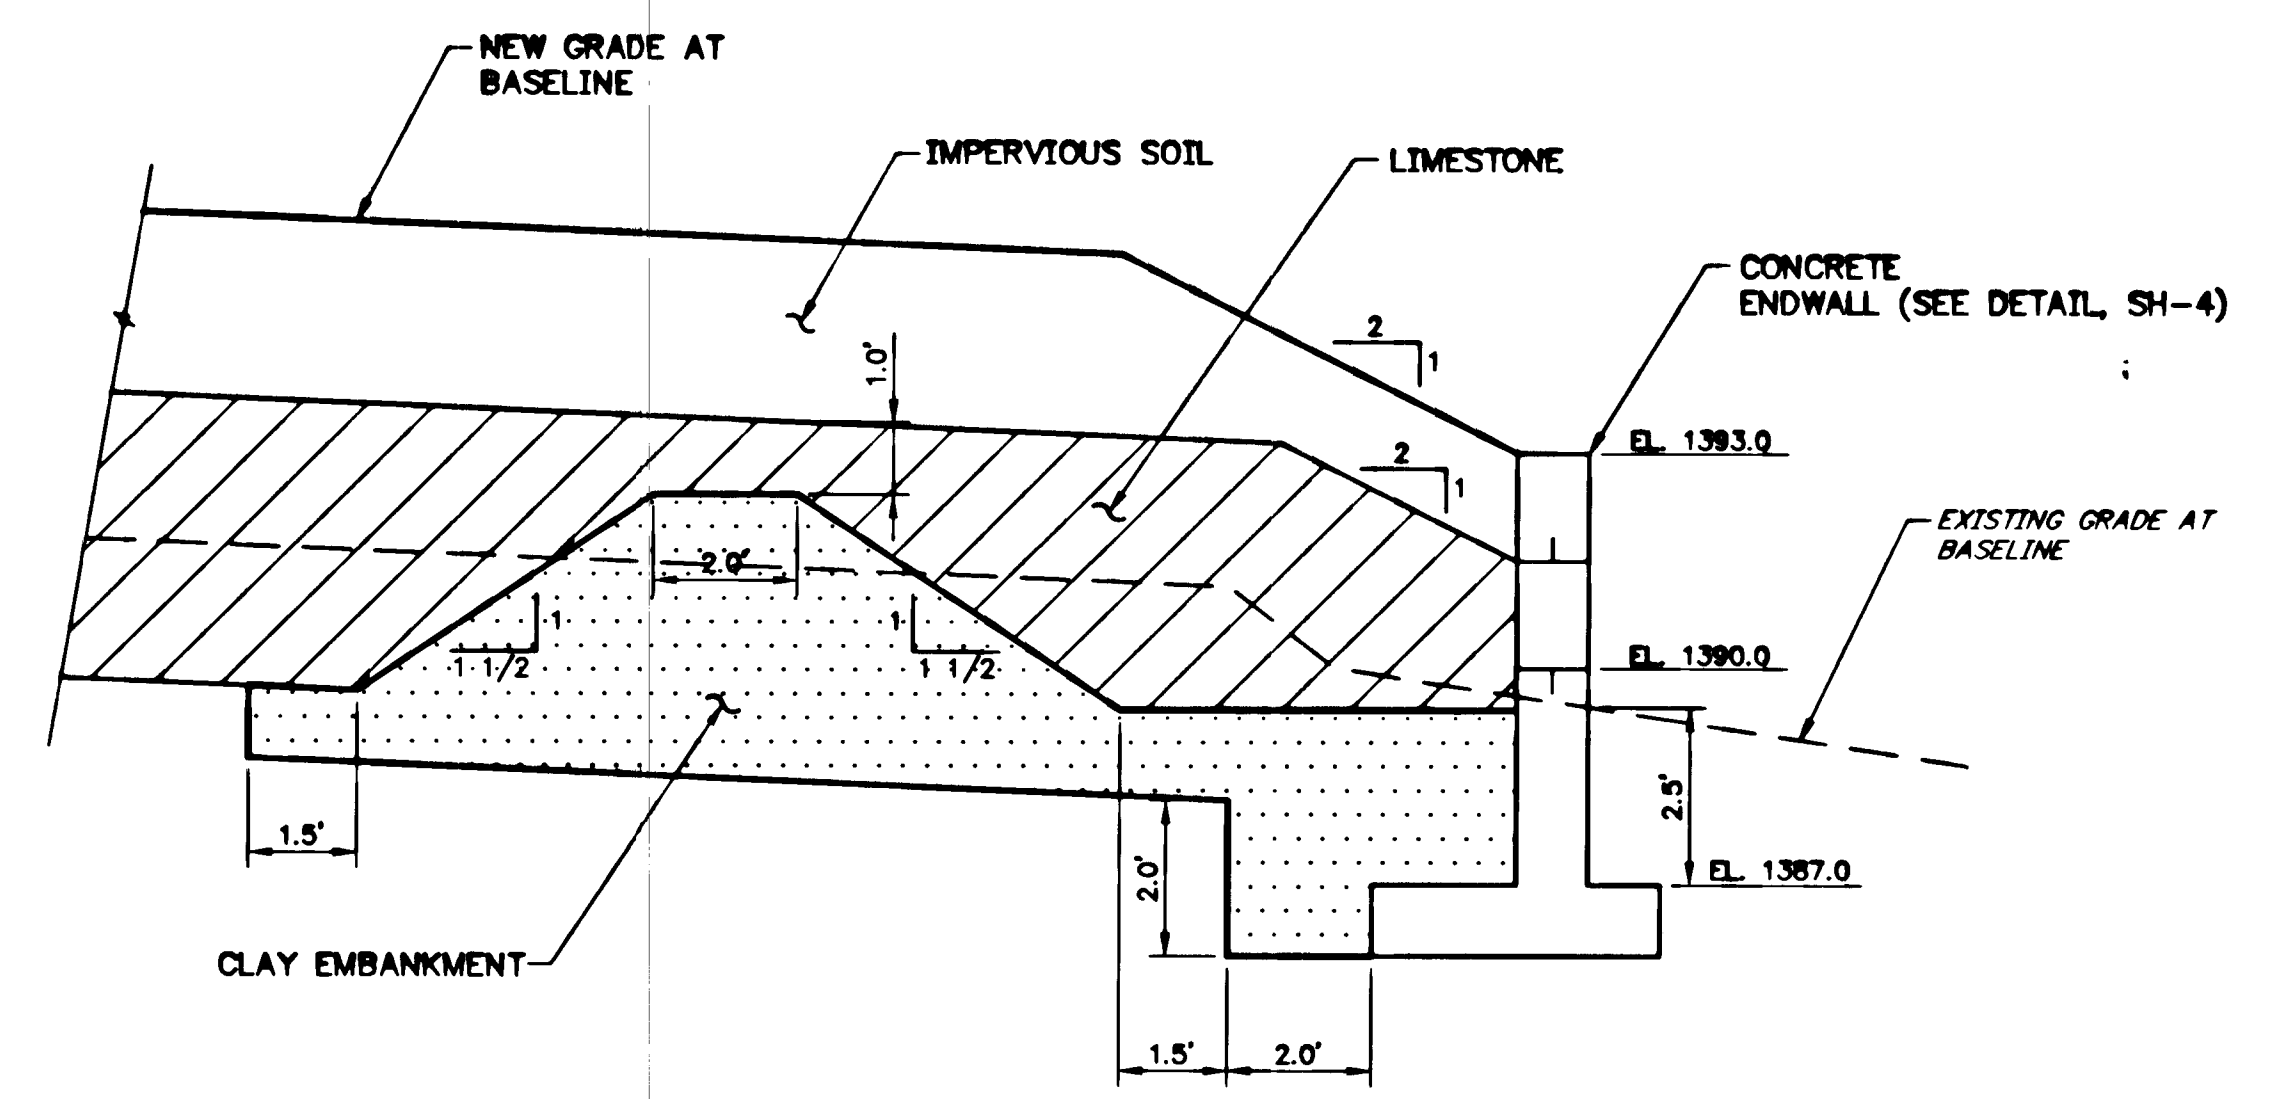 NEW GRADE AT
BASELINE
IMPERVIOUS SOIL
LIMESTONE
CONCRETE
ENDWALL (SEE DETAIL, SH-4)
2
1
1.0'
EL. 1393.0
2
1
EXISTING GRADE AT
BASELINE
2.0'
1
1 1/2
1
1 1/2
EL. 1390.0
2.5'
1.5'
2.0'
EL. 1387.0
CLAY EMBANKMENT
1.5'
2.0'